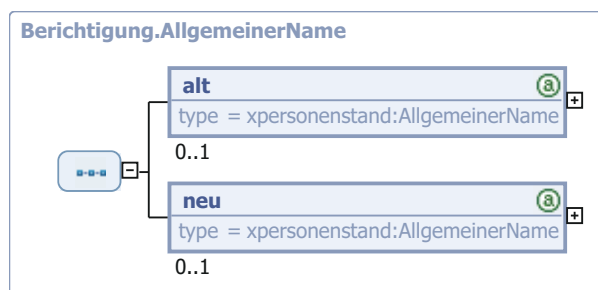 Berichtigung.AllgemeinerName
alt
type = xpersonenstand:AllgemeinerName
0..1
neu
type = xpersonenstand:AllgemeinerName
0..1